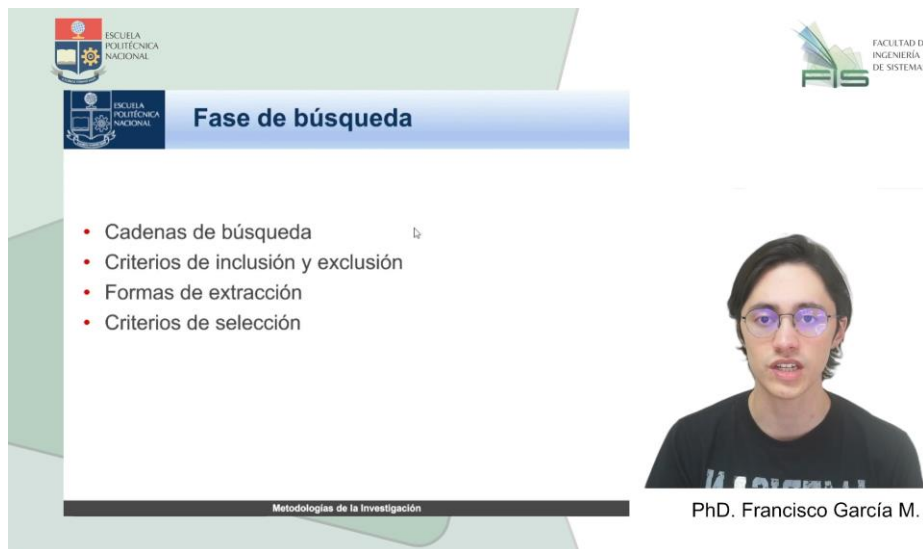 ESCUELA
POLITÉCNICA
NACIONAL
FACULTAD D
INGENIERÍA
DE SISTEMA
FIS
ESCUELA
POLITÉCNICA
NACIONAL
Fase de búsqueda
• Cadenas de búsqueda
• Criterios de inclusión y exclusión
• Formas de extracción
• Criterios de selección
Metodologías de la Investigación
PhD. Francisco García M.